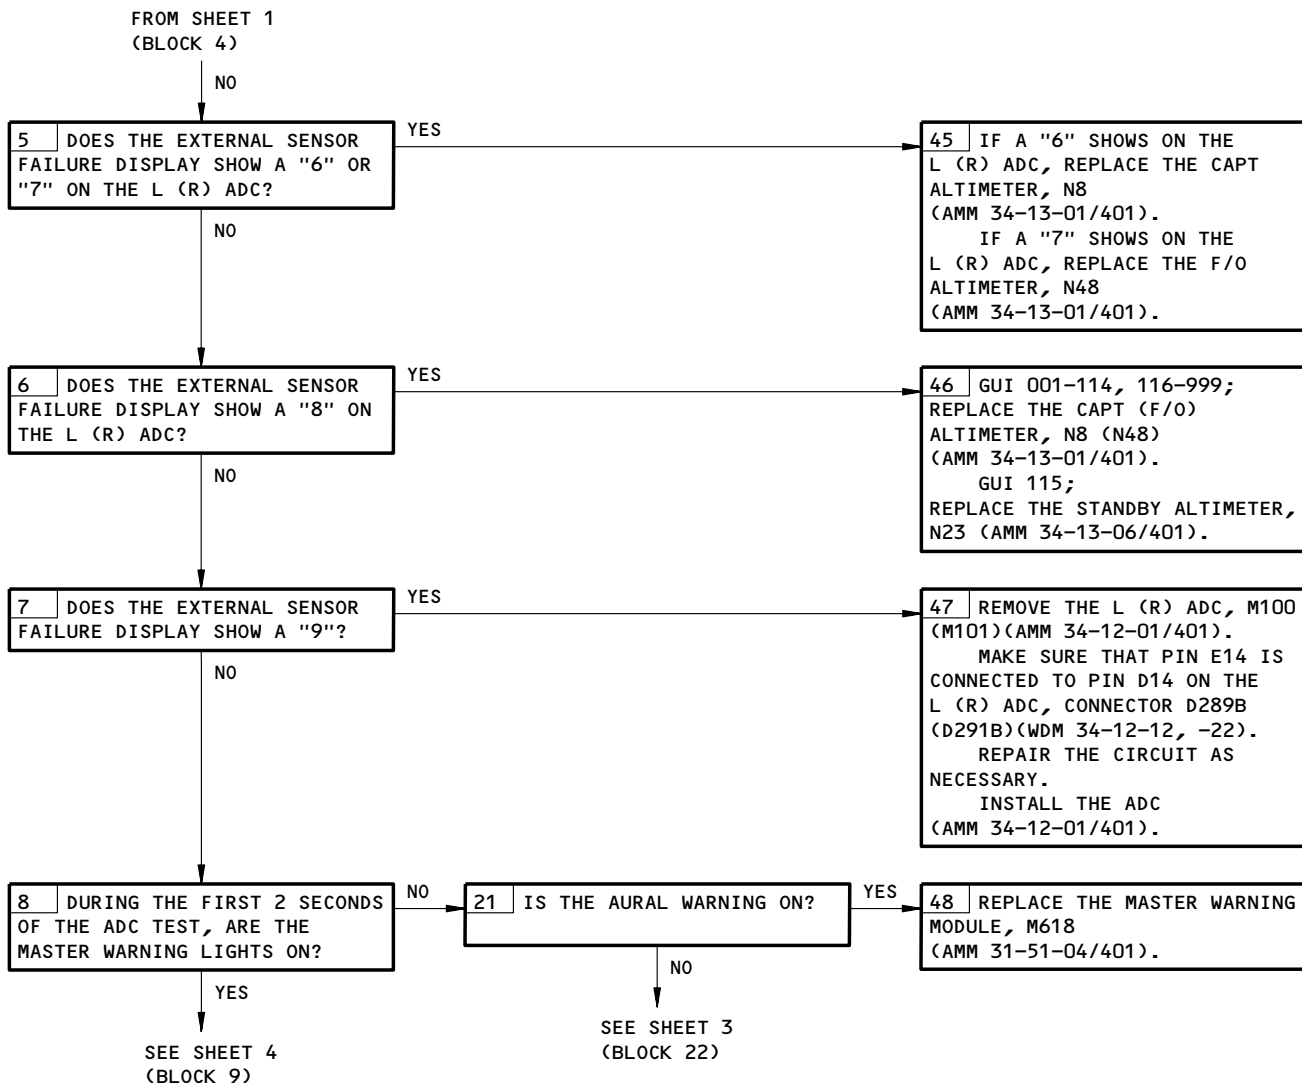 FROM SHEET 1
(BLOCK 4)
NO
5 DOES THE EXTERNAL SENSOR
FAILURE DISPLAY SHOW A "6" OR
"7" ON THE L (R) ADC?
YES
45 IF A "6" SHOWS ON THE
L (R) ADC, REPLACE THE CAPT
ALTIMETER, N8
(AMM 34-13-01/401).
IF A "7" SHOWS ON THE
L (R) ADC, REPLACE THE F/O
ALTIMETER, N48
(AMM 34-13-01/401).
NO
6 DOES THE EXTERNAL SENSOR
FAILURE DISPLAY SHOW A "8" ON
THE L (R) ADC?
YES
46 GUI 001-114, 116-999;
REPLACE THE CAPT (F/O)
ALTIMETER, N8 (N48)
(AMM 34-13-01/401).
GUI 115;
REPLACE THE STANDBY ALTIMETER,
N23 (AMM 34-13-06/401).
NO
7 DOES THE EXTERNAL SENSOR
FAILURE DISPLAY SHOW A "9"?
YES
47 REMOVE THE L (R) ADC, M100
(M101)(AMM 34-12-01/401).
MAKE SURE THAT PIN E14 IS
CONNECTED TO PIN D14 ON THE
L (R) ADC, CONNECTOR D289B
(D291B)(WDM 34-12-12, -22).
REPAIR THE CIRCUIT AS
NECESSARY.
INSTALL THE ADC
(AMM 34-12-01/401).
NO
8 DURING THE FIRST 2 SECONDS
OF THE ADC TEST, ARE THE
MASTER WARNING LIGHTS ON?
NO
21 IS THE AURAL WARNING ON?
YES
48 REPLACE THE MASTER WARNING
MODULE, M618
(AMM 31-51-04/401).
YES
SEE SHEET 4
(BLOCK 9)
NO
SEE SHEET 3
(BLOCK 22)